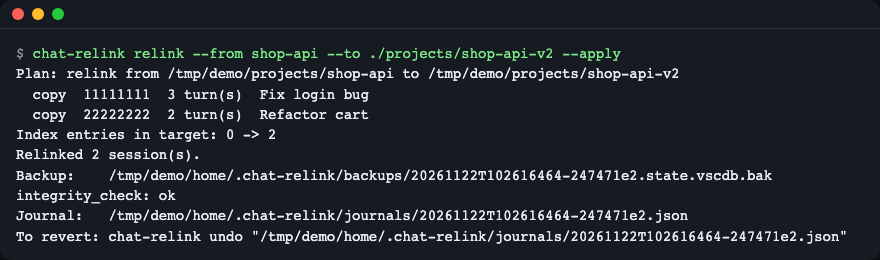 $ chat-relink relink --from shop-api --to ./projects/shop-api-v2 --apply
Plan: relink from /tmp/demo/projects/shop-api to /tmp/demo/projects/shop-api-v2
  copy  11111111  3 turn(s)  Fix login bug
  copy  22222222  2 turn(s)  Refactor cart
Index entries in target: 0 -> 2
Relinked 2 session(s).
Backup:    /tmp/demo/home/.chat-relink/backups/20261122T102616464-247471e2.state.vscdb.bak
integrity_check: ok
Journal:   /tmp/demo/home/.chat-relink/journals/20261122T102616464-247471e2.json
To revert: chat-relink undo "/tmp/demo/home/.chat-relink/journals/20261122T102616464-247471e2.json"